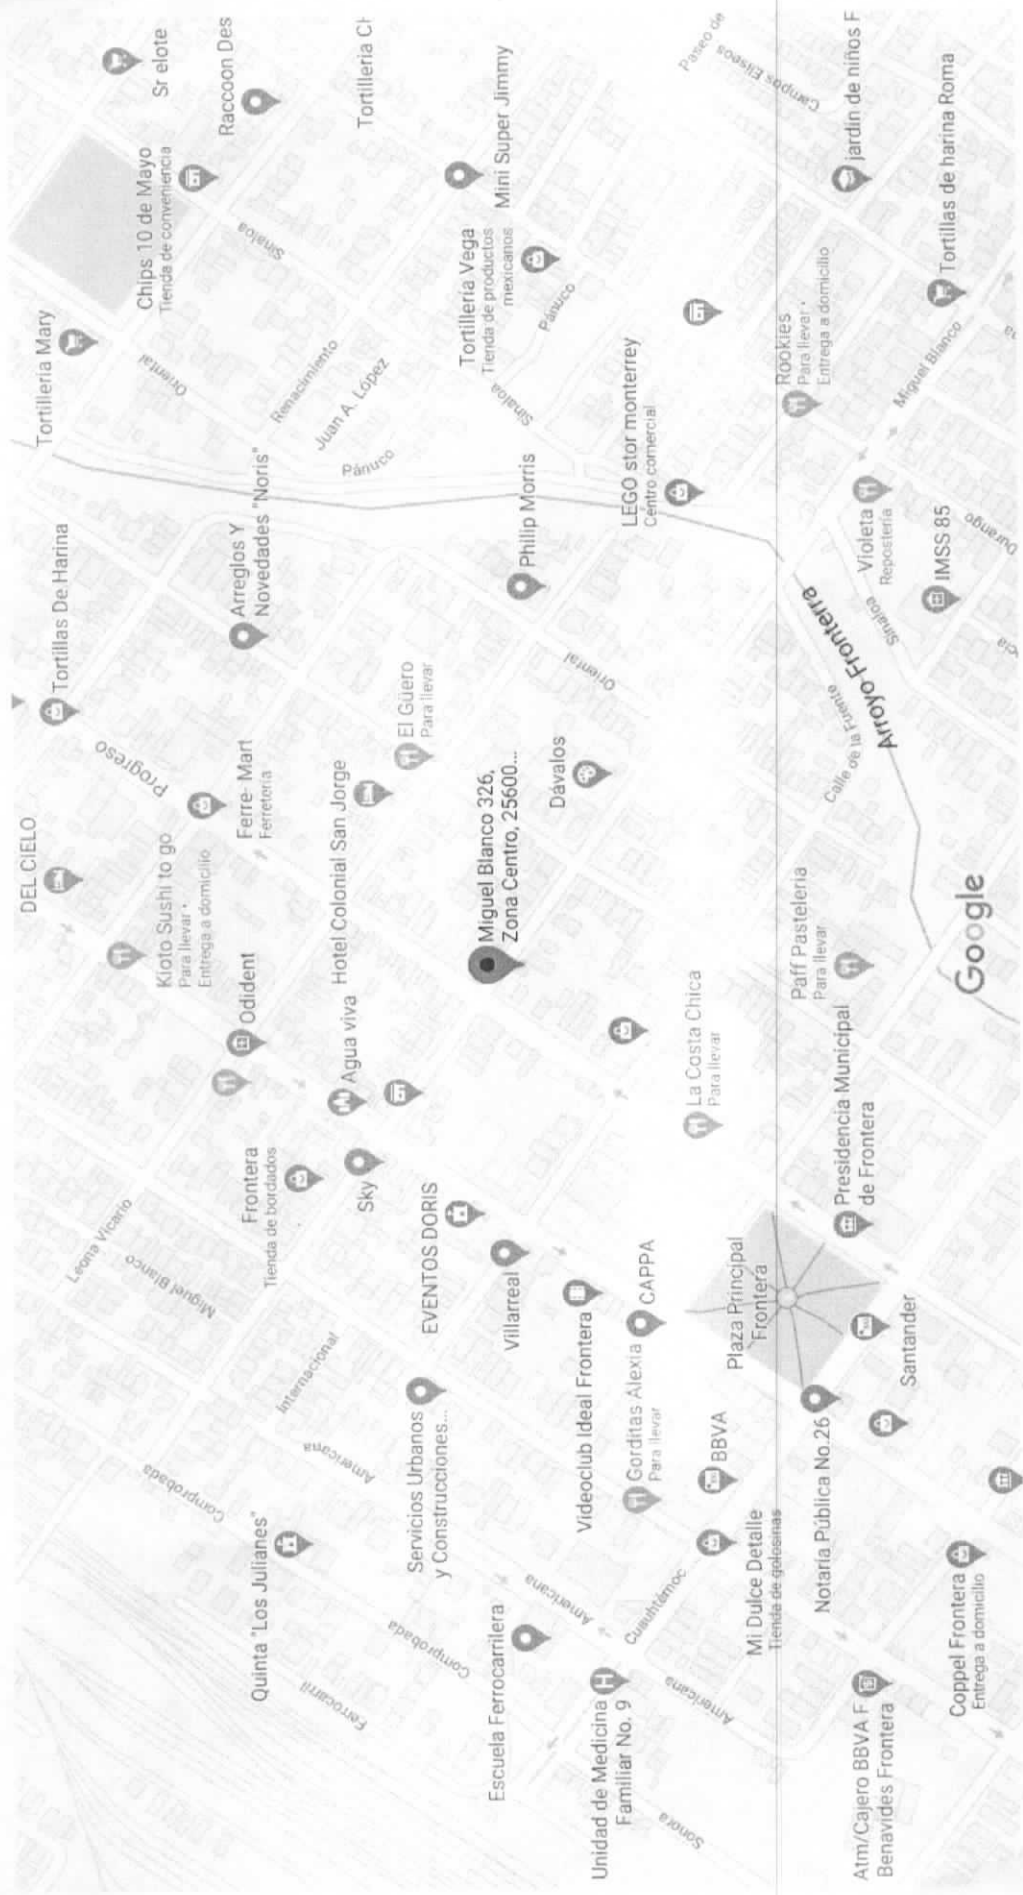 DEL CIELO
Tortillería Mary
Tortillas De Harina
Sr elote
Leona Vicario
Progreso
Kioto Sushi to go
Para llevar ·
Entrega a domicilio
Chips 10 de Mayo
Tienda de conveniencia
Oriental
Miguel Blanco
Comprobada
Raccoon Des
Odident
Ferre- Mart
Ferretería
Arreglos Y
Novedades "Noris"
Sinaloa
Frontera
Tienda de bordados
Quinta "Los Julianes"
Renacimiento
Internacional
Juan A. López
Hotel Colonial San Jorge
Agua viva
Ferrocarril
Americana
Pánuco
Tortilleria Ch
Sky
El Güero
Para llevar
Servicios Urbanos
y Construcciones...
EVENTOS DORIS
Comprobada
Tortillería Vega
Tienda de productos
mexicanos
Mini Super Jimmy
Miguel Blanco 326,
Zona Centro, 25600...
Escuela Ferrocarrilera
Villarreal
Sinaloa
Philip Morris
Pánuco
Dávalos
Americana
Oriental
Videoclub Ideal Frontera
Unidad de Medicina
Familiar No. 9
Gorditas Alexia
Para llevar
CAPPA
LEGO stor monterrey
Centro comercial
Cuauhtémoc
Sonora
La Costa Chica
Para llevar
Americana
BBVA
Paseo de
Campos Elíseos
Plaza Principal
Frontera
Mi Dulce Detalle
Tienda de golosinas
Rookies
Para llevar ·
Entrega a domicilio
Paff Pastelería
Para llevar
Notaría Pública No.26
Arroyo Fronterra
Calle de la Fuente
Presidencia Municipal
de Frontera
jardín de niños F
Violeta
Repostería
Sinaloa
Atm/Cajero BBVA F
Benavides Frontera
Santander
Miguel Blanco
IMSS 85
Tortillas de harina Roma
Coppel Frontera
Entrega a domicilio
Google
Durango